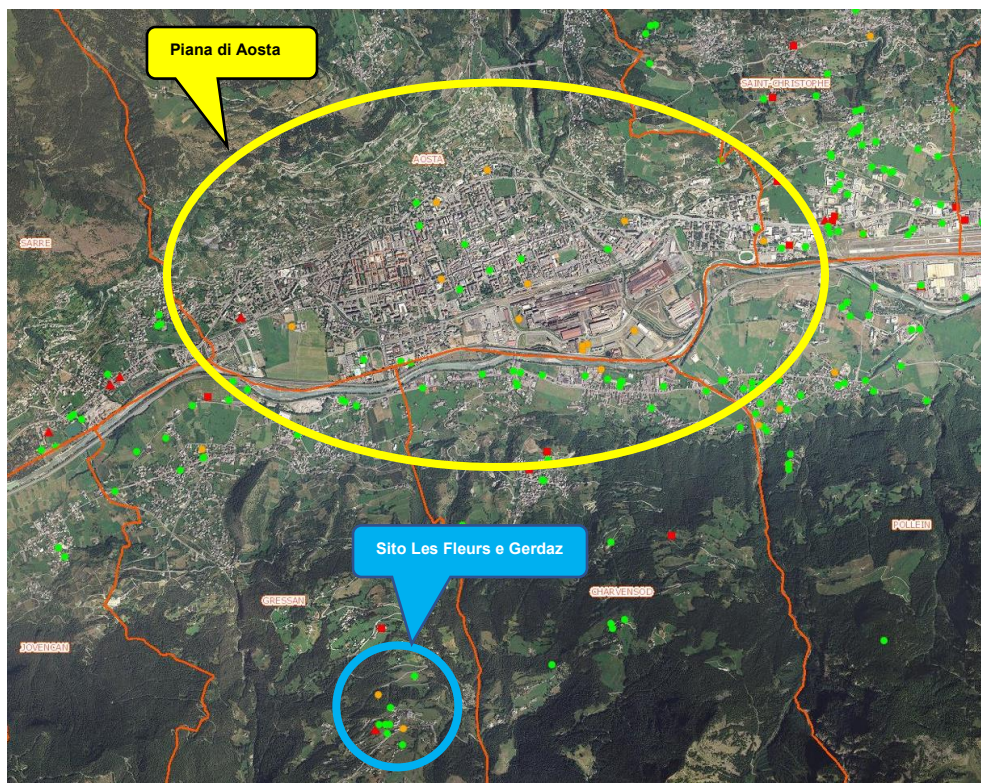 Piana di Aosta
SAINT-CHRISTOPHE
AOSTA
SARRE
Sito Les Fleurs e Gerdaz
POLLEIN
CHARVENSOD
GRESSAN
JOVENCAN